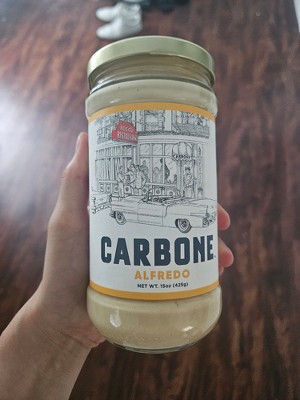 CARBONE
ALFREDO
NET WT. 15oz (425g)